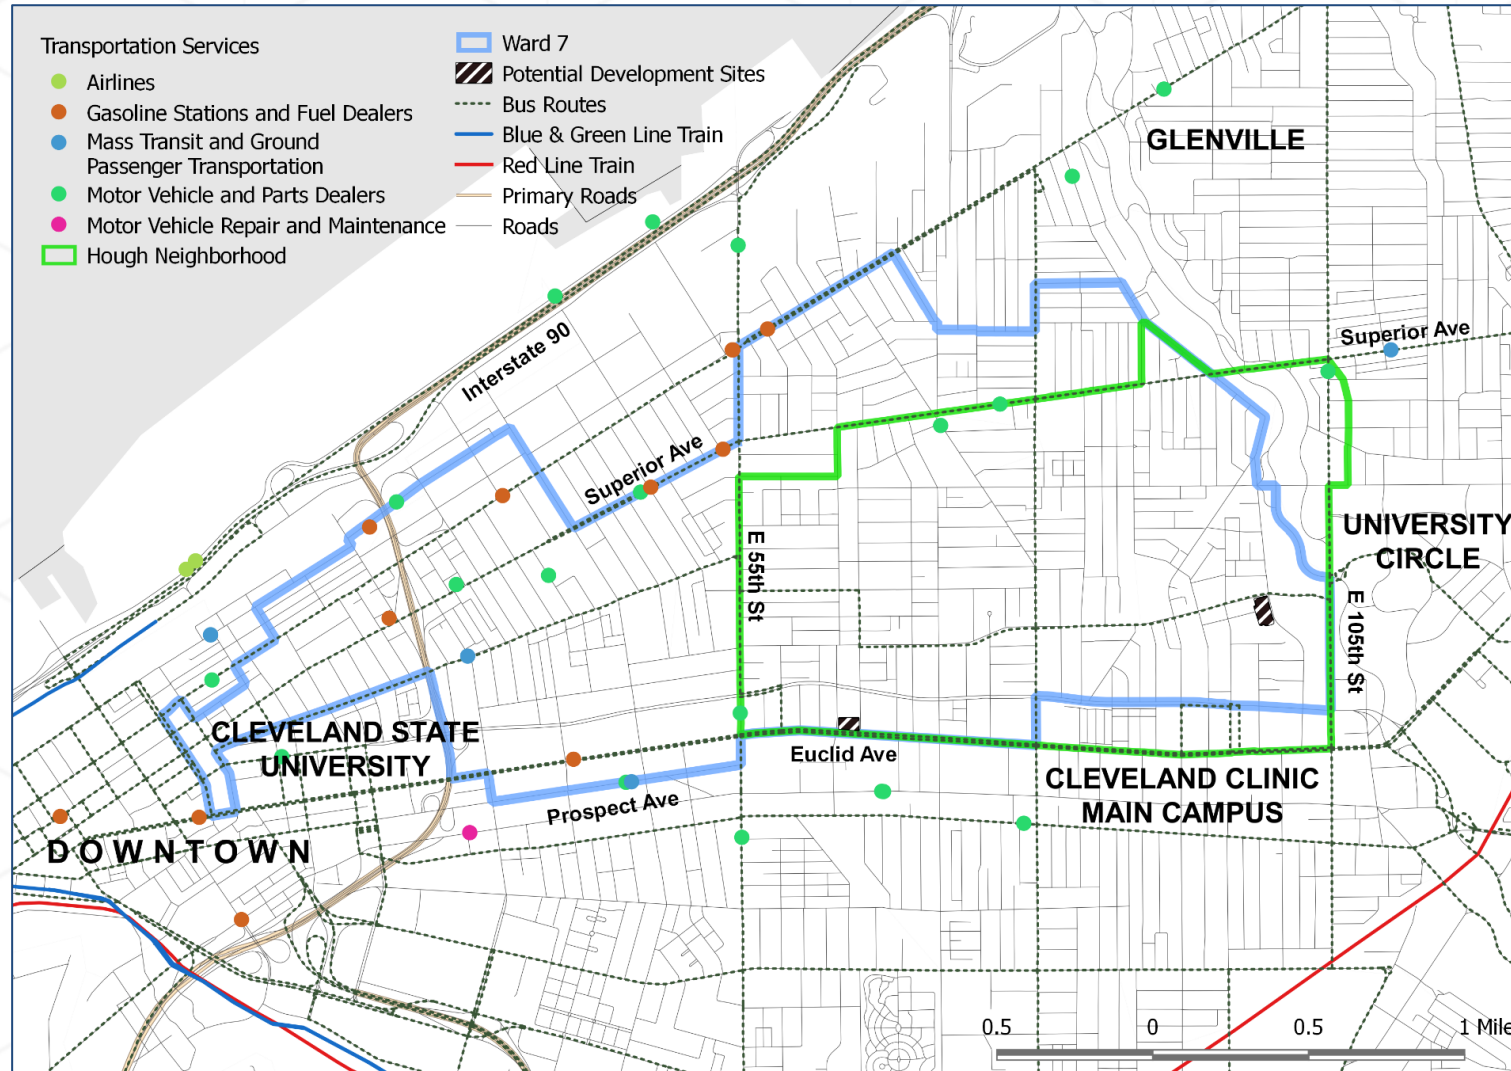 Transportation Services
Airlines
Gasoline Stations and Fuel Dealers
Mass Transit and Ground
Passenger Transportation
Motor Vehicle and Parts Dealers
Motor Vehicle Repair and Maintenance
Hough Neighborhood
Ward 7
Potential Development Sites
Bus Routes
Blue & Green Line Train
Red Line Train
Primary Roads
Roads
GLENVILLE
Interstate 90
Superior Ave
Superior Ave
E 55th St
UNIVERSITY
CIRCLE
E 105th St
CLEVELAND STATE
UNIVERSITY
Euclid Ave
Prospect Ave
CLEVELAND CLINIC
MAIN CAMPUS
DOWNTOWN
0.5 0 0.5 1 Mile